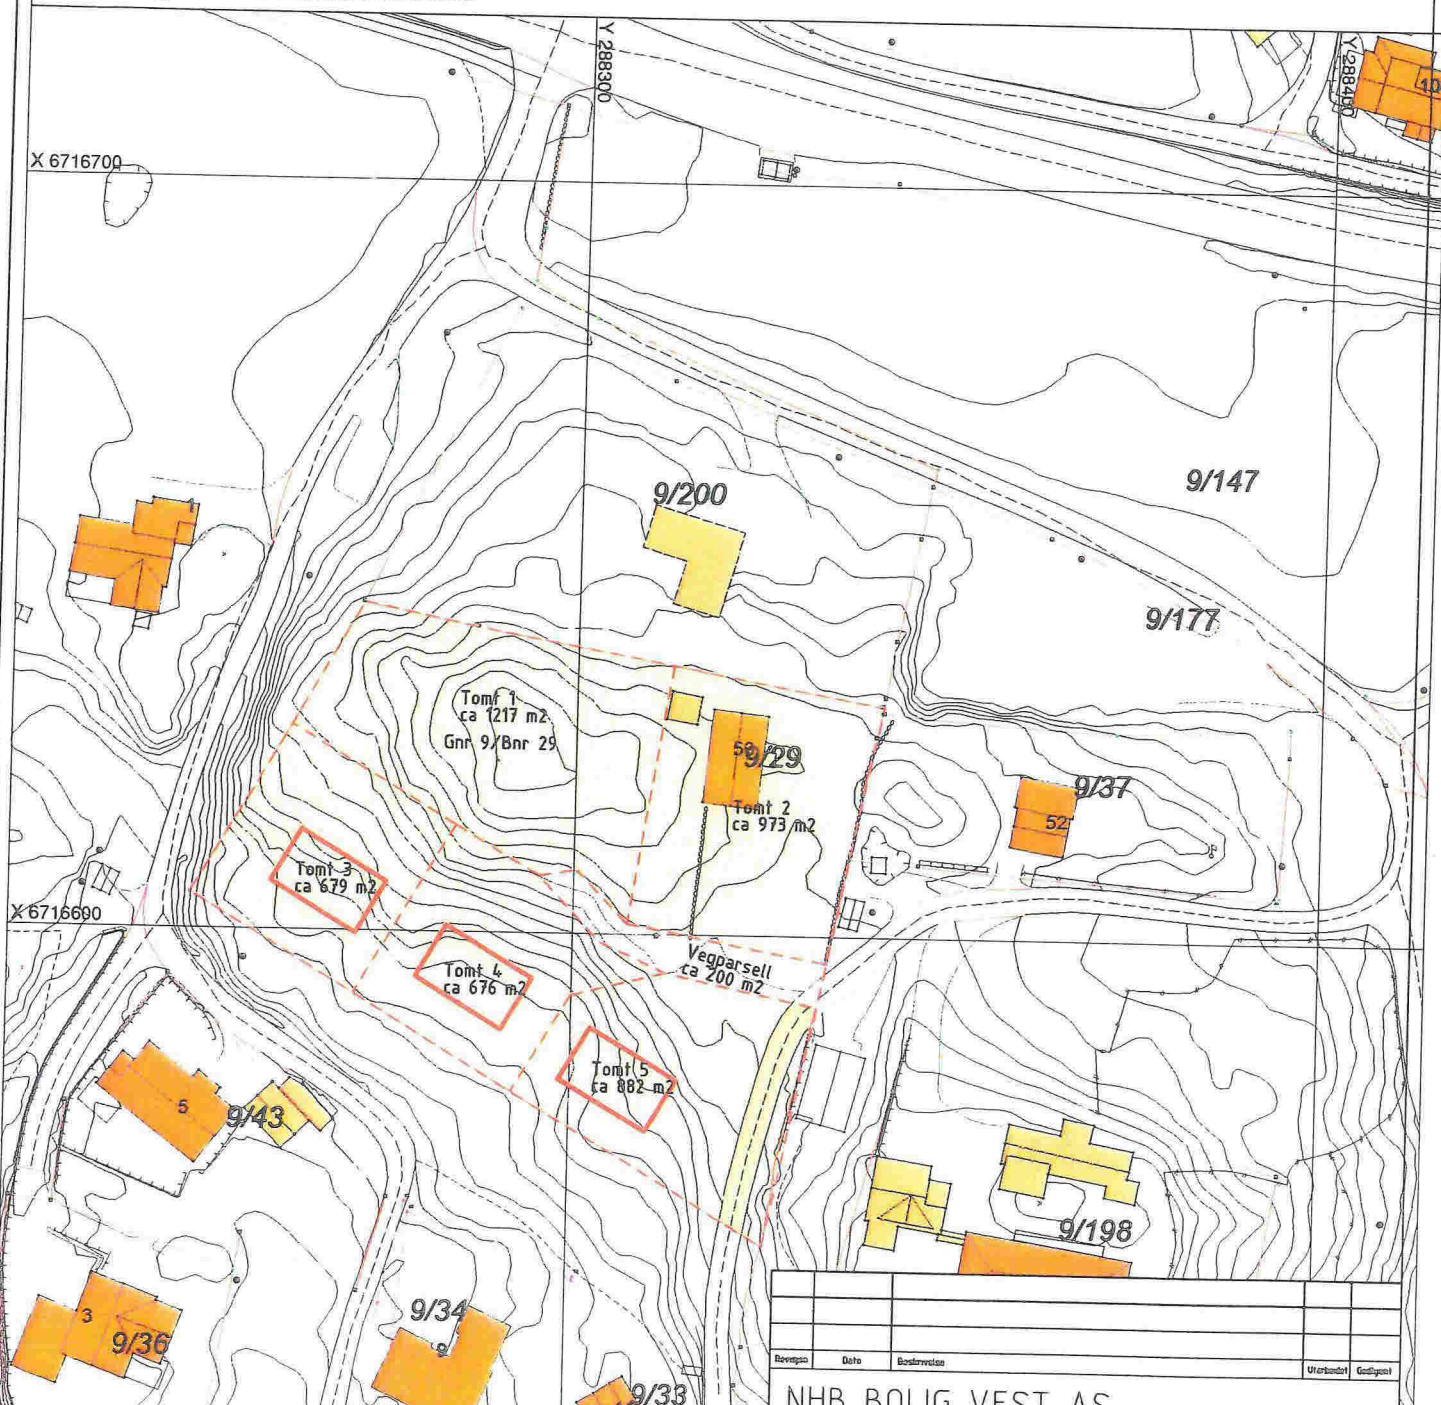 Y 288300
Y 288400
10
X 6716700
9/147
9/200
9/177
Tomt 1
ca 1217 m2
Gnr 9/Bnr 29
9/29
9/37
Tomt 2
ca 973 m2
52
Tomt 3
ca 679 m2
X 6716600
Vegparsell
ca 200 m2
Tomt 4
ca 676 m2
Tomt 5
ca 882 m2
5
9/43
9/198
9/34
3
9/36
9/33
Revisjon Dato Beskrivelse Utarbeidet Godkjent
NHB BOLIG VEST AS